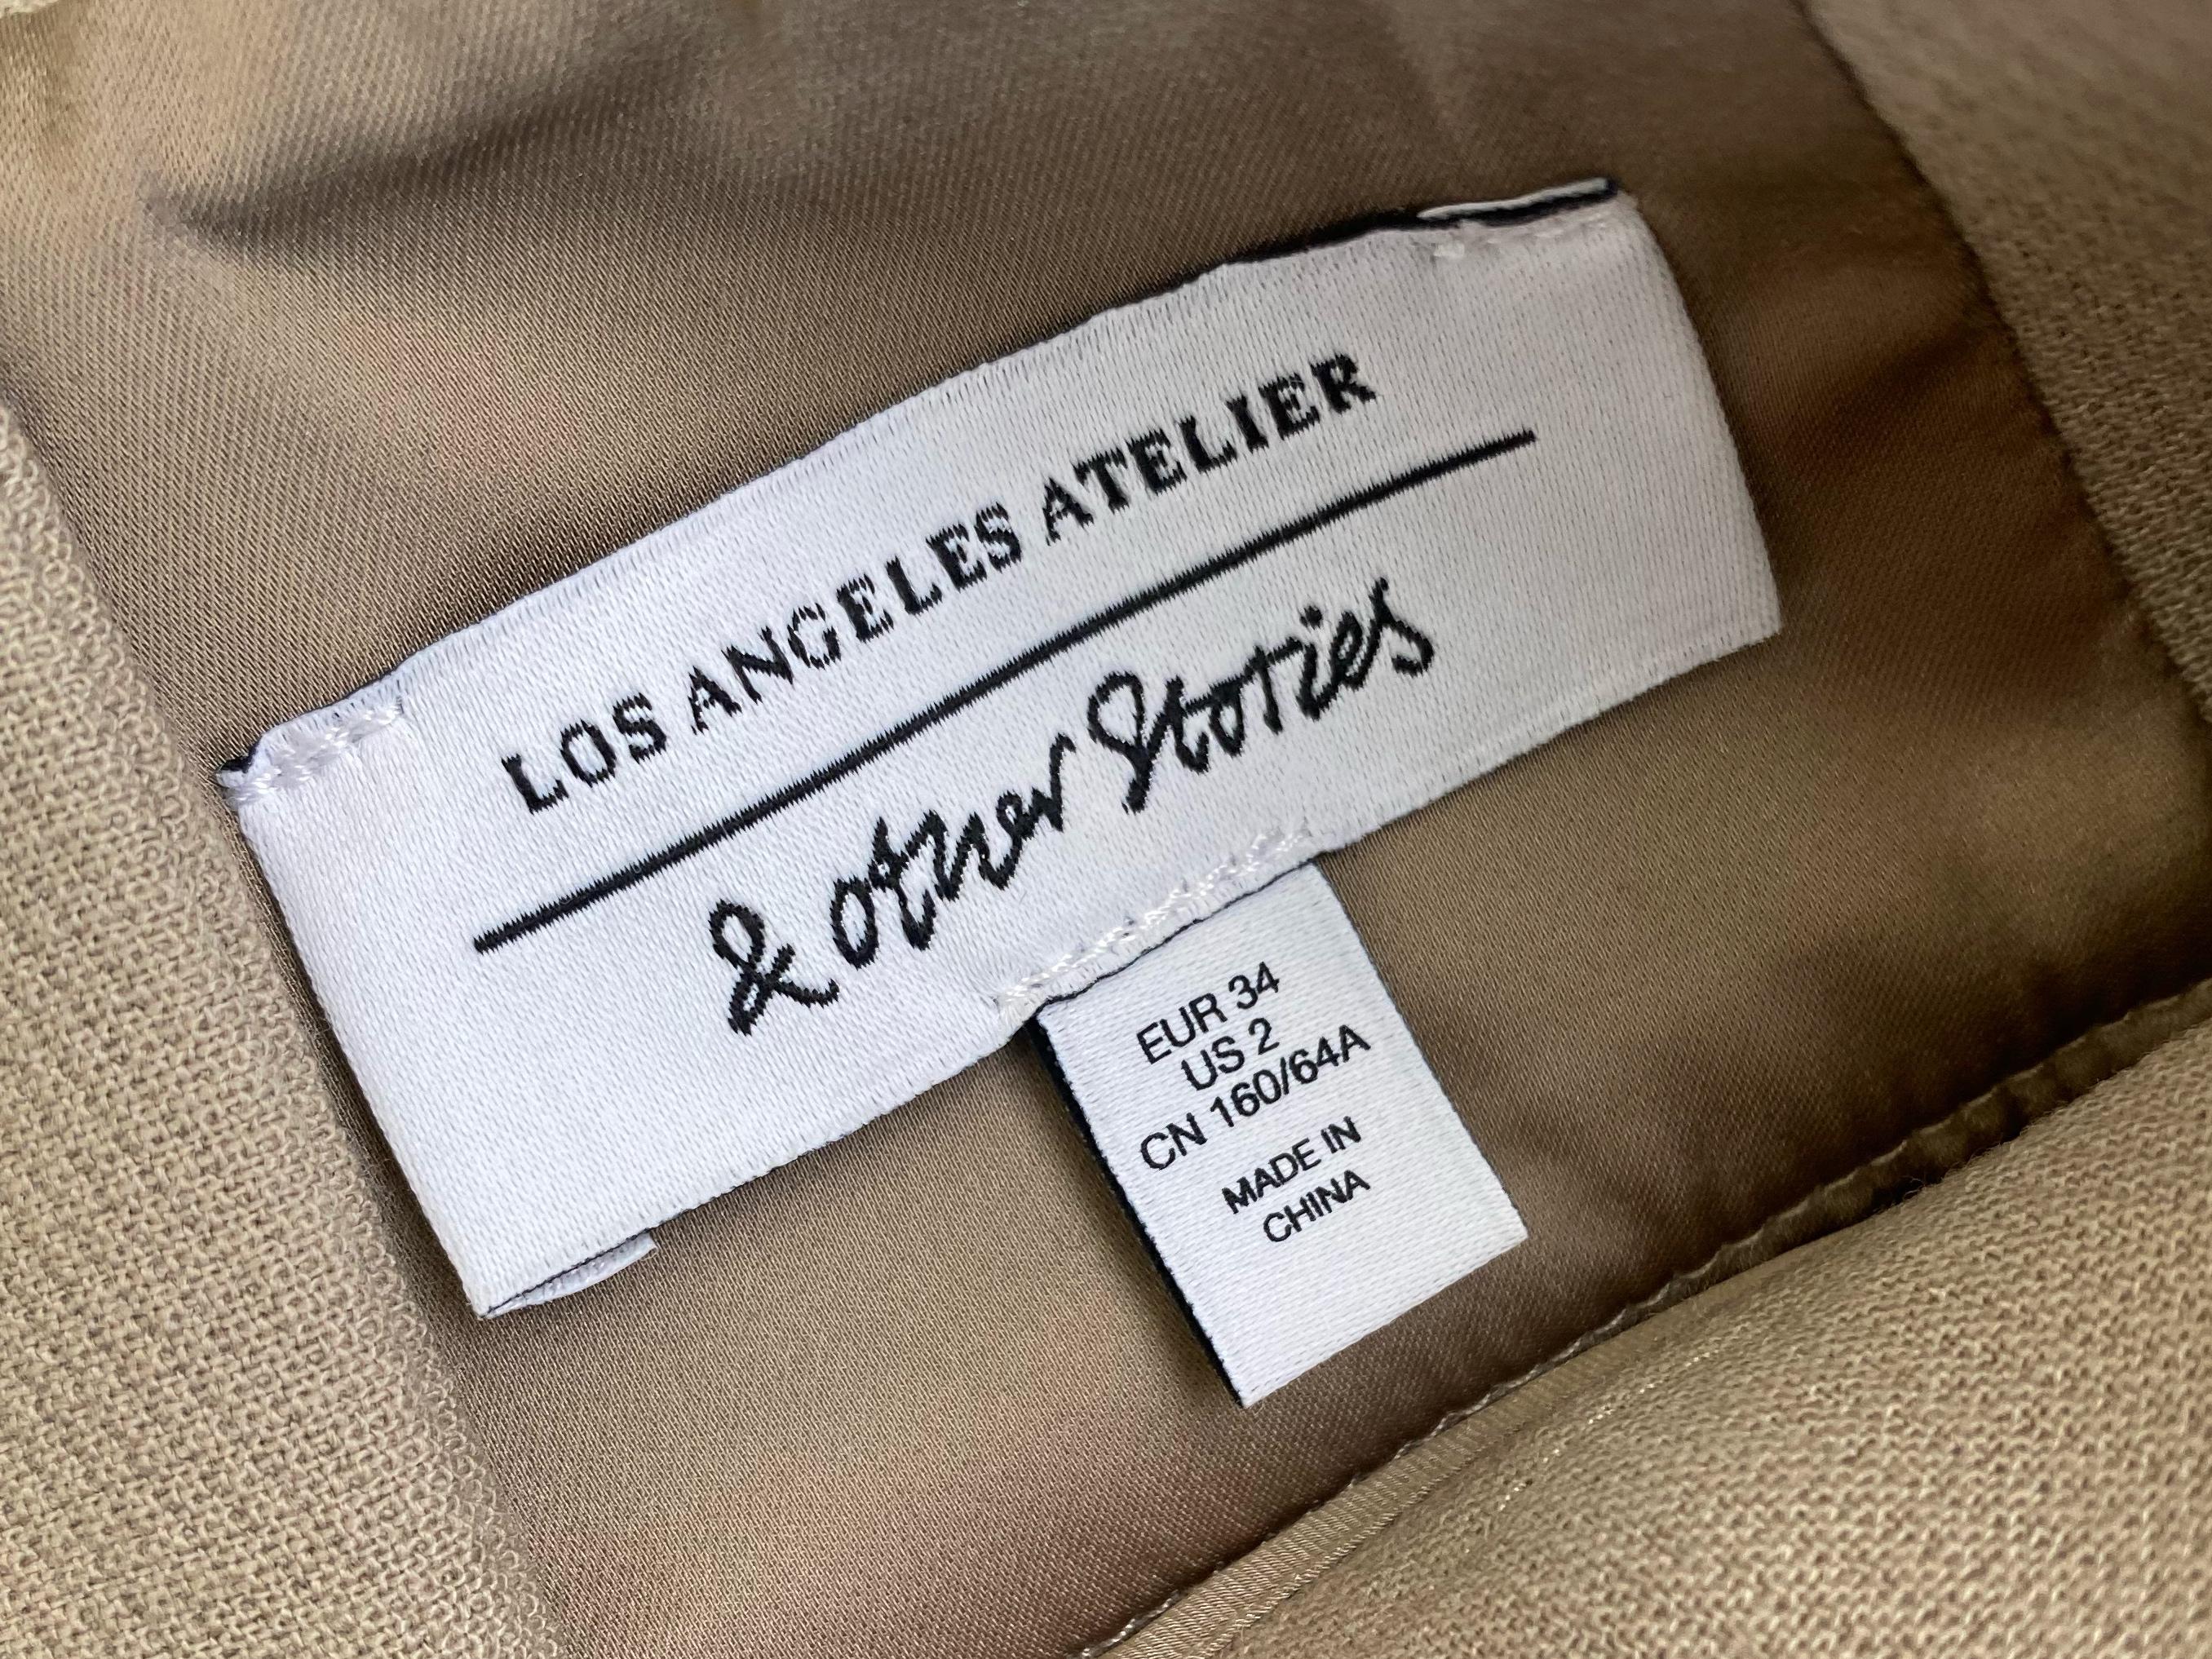 LOS ANGELES ATELIER
& other Stories
EUR 34
US 2
CN 160/64A
MADE IN
CHINA